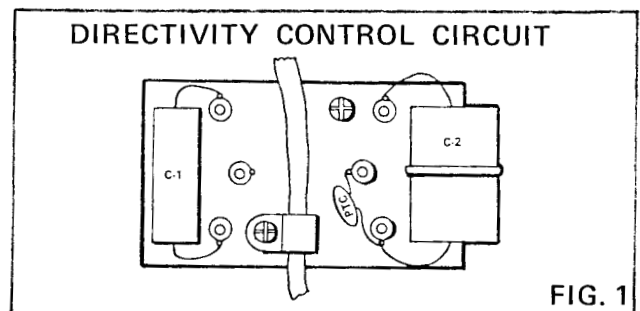 DIRECTIVITY CONTROL CIRCUIT
C-1
C-2
PTC
FIG. 1